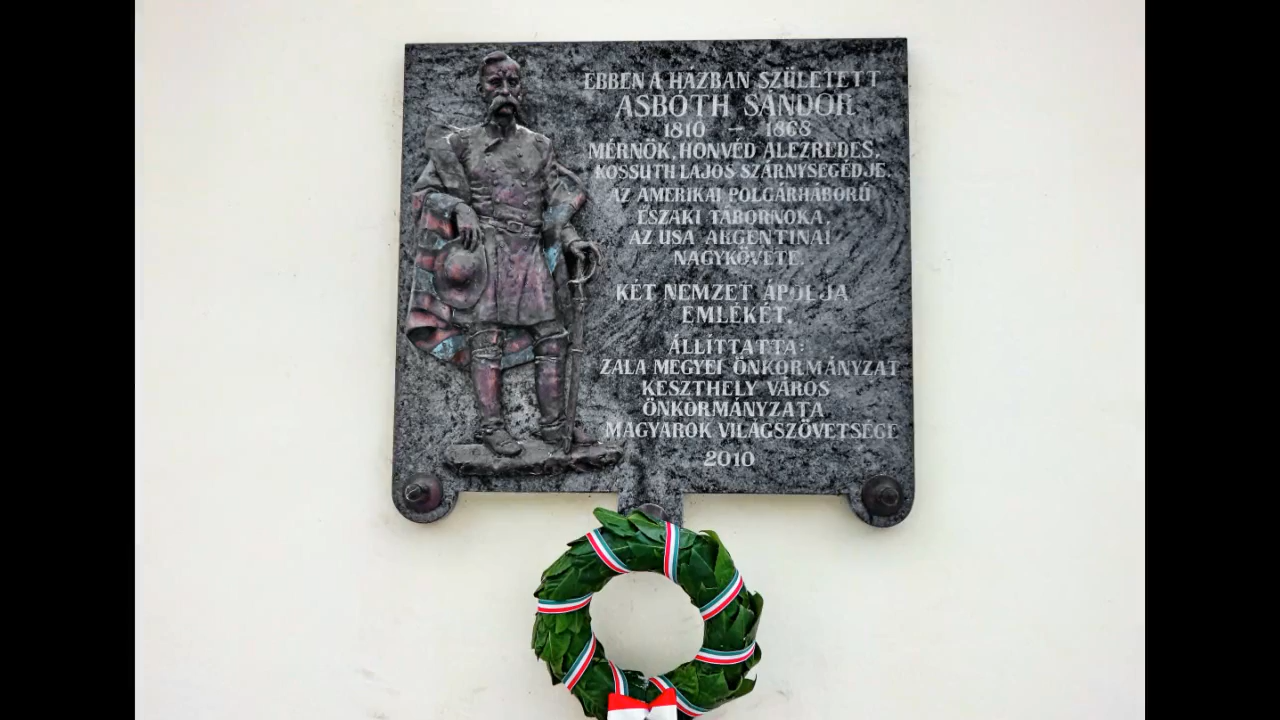 EBBEN A HÁZBAN SZÜLETETT
ASBÓTH SÁNDOR
1810 – 1868
MÉRNÖK, HONVÉD ALEZREDES,
KOSSUTH LAJOS SZÁRNYSEGÉDJE.
AZ AMERIKAI POLGÁRHÁBORÚ
ÉSZAKI TÁBORNOKA,
AZ USA ARGENTINAI
NAGYKÖVETE.
KÉT NEMZET ÁPOLJA
EMLÉKÉT.
ÁLLÍTTATTA:
ZALA MEGYEI ÖNKORMÁNYZAT
KESZTHELY VÁROS
ÖNKORMÁNYZATA
MAGYAROK VILÁGSZÖVETSÉGE
2010